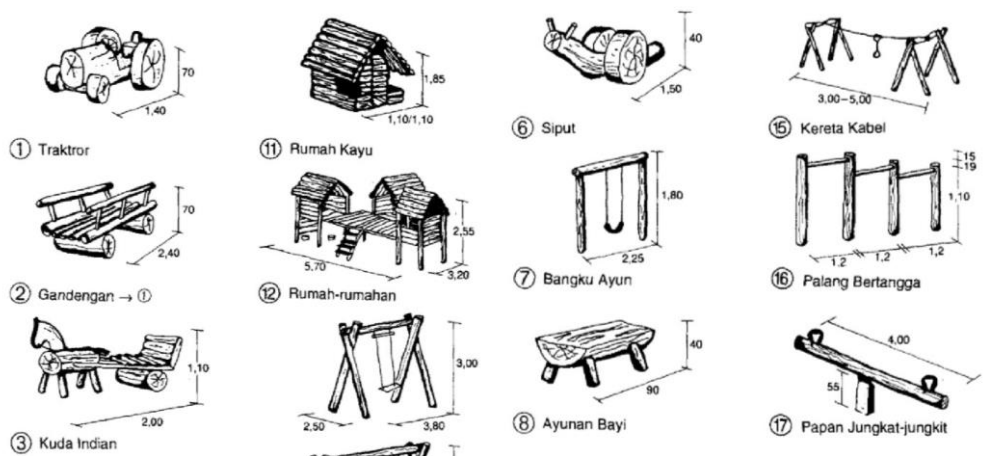 70
1,40
① Traktror
1,85
1,10/1,10
⑪ Rumah Kayu
40
1,50
⑥ Siput
3,00–5,00
⑮ Kereta Kabel
70
2,40
② Gandengan → ①
2,55
5,70
3,20
⑫ Rumah-rumahan
1,80
2,25
⑦ Bangku Ayun
15
19
1,10
1,2
1,2
1,2
⑯ Palang Bertangga
1,10
2,00
③ Kuda Indian
3,00
2,50
3,80
40
90
⑧ Ayunan Bayi
4,00
55
⑰ Papan Jungkat-jungkit